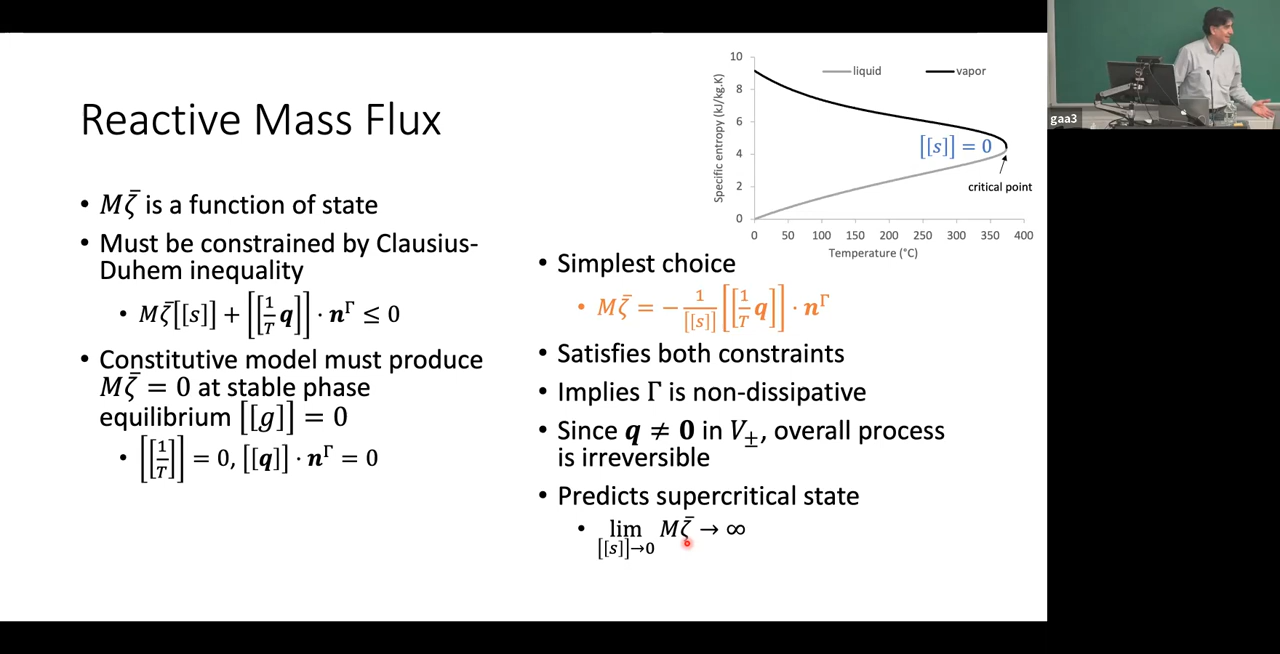 Reactive Mass Flux
• Mζ̄ is a function of state
• Must be constrained by Clausius-
Duhem inequality
• Mζ̄[[s]] + [[1/T q]] · n^Γ ≤ 0
• Constitutive model must produce
Mζ̄ = 0 at stable phase
equilibrium [[g]] = 0
• [[1/T]] = 0, [[q]] · n^Γ = 0
10
8
6
4
2
0
Specific entropy (kJ/kg.K)
liquid
vapor
[[s]] = 0
critical point
0 50 100 150 200 250 300 350 400
Temperature (°C)
• Simplest choice
• Mζ̄ = − 1/[[s]] [[1/T q]] · n^Γ
• Satisfies both constraints
• Implies Γ is non-dissipative
• Since q ≠ 0 in V±, overall process
is irreversible
• Predicts supercritical state
• lim Mζ̄ → ∞
[[s]]→0
gaa3